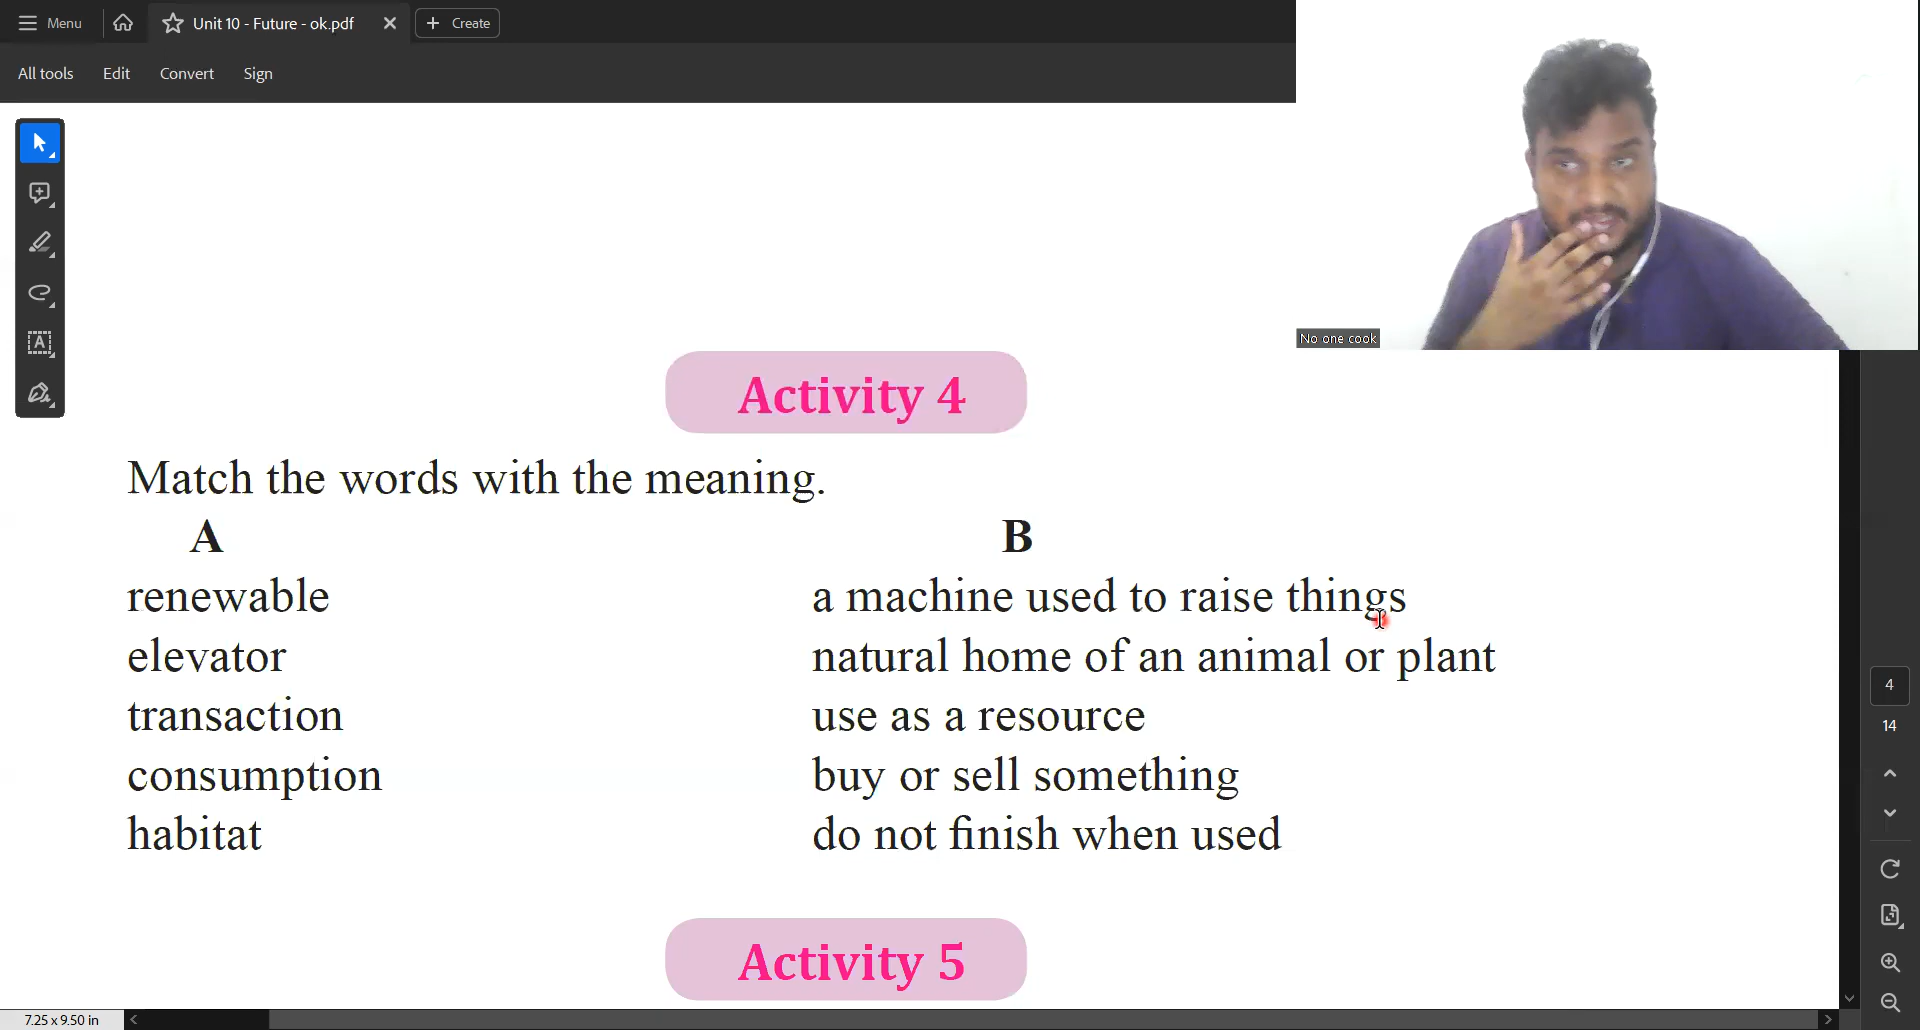 Menu
Unit 10 - Future - ok.pdf
Create
All tools Edit Convert Sign
No one cook
Activity 4
Match the words with the meaning.
A B
renewable a machine used to raise things
elevator natural home of an animal or plant
transaction use as a resource
consumption buy or sell something
habitat do not finish when used
4
14
Activity 5
7.25 x 9.50 in